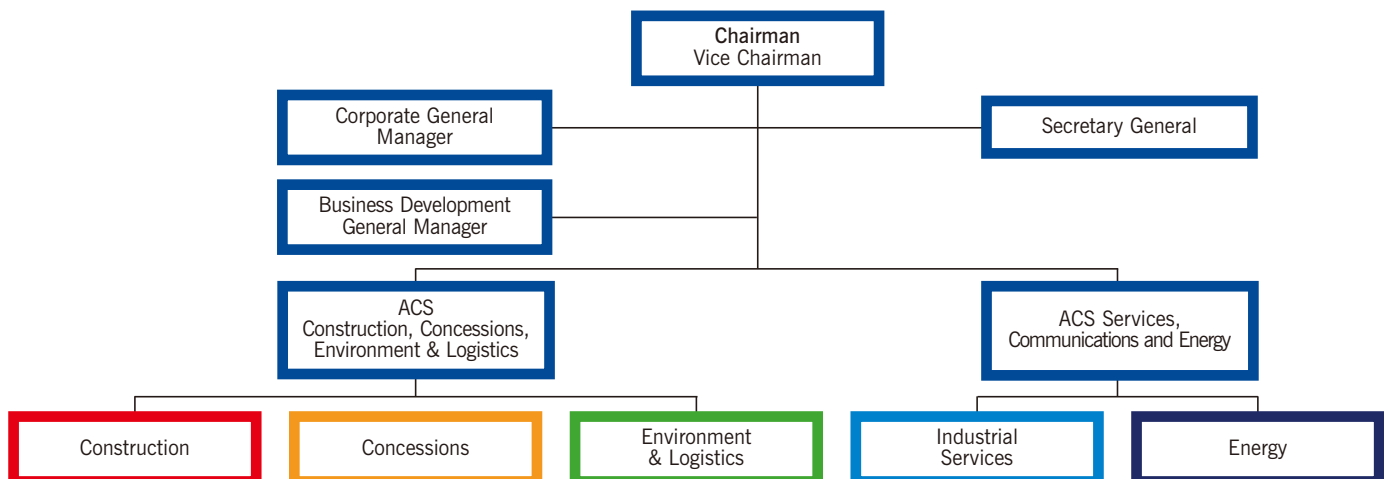 Chairman
Vice Chairman
Corporate General
Manager
Secretary General
Business Development
General Manager
ACS
Construction, Concessions,
Environment & Logistics
ACS Services,
Communications and Energy
Construction
Concessions
Environment
& Logistics
Industrial
Services
Energy